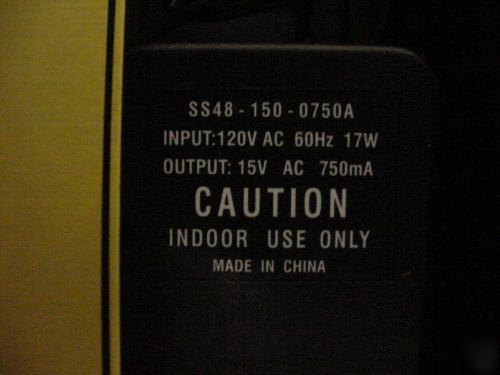 SS48-150-0750A
INPUT:120V AC 60Hz 17W
OUTPUT: 15V AC 750mA
CAUTION
INDOOR USE ONLY
MADE IN CHINA